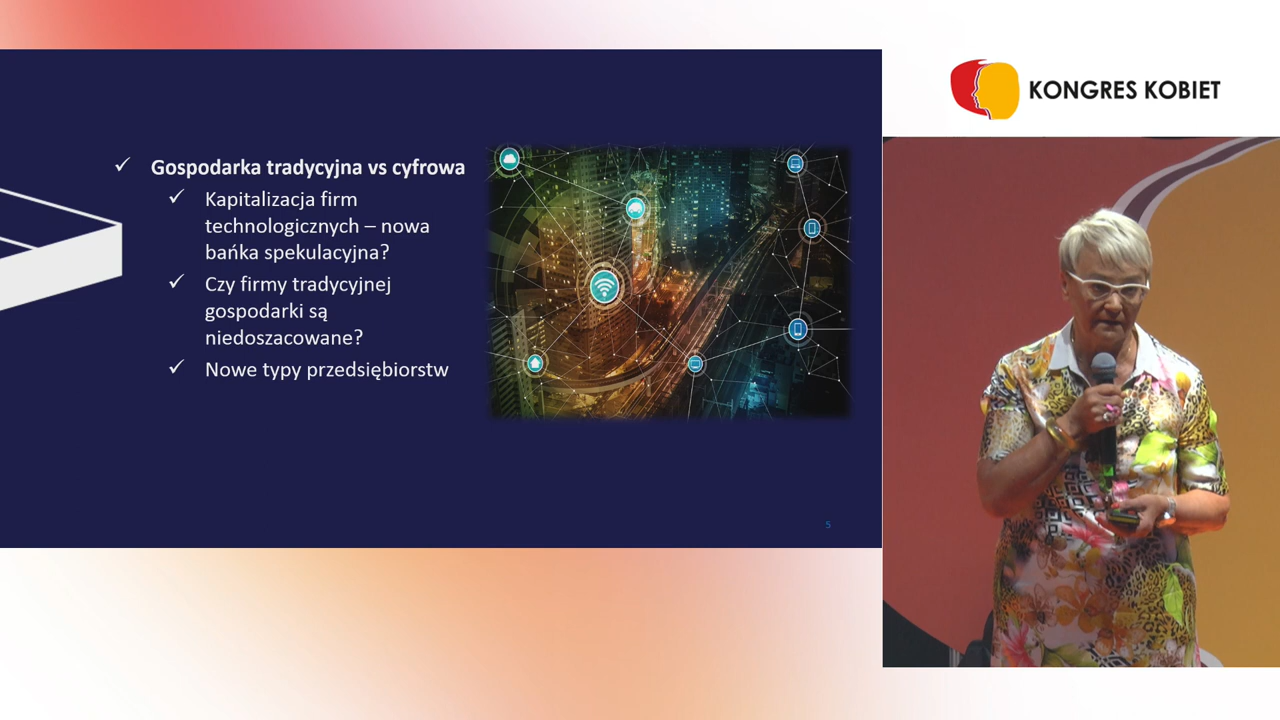 KONGRES KOBIET
Gospodarka tradycyjna vs cyfrowa
Kapitalizacja firm
technologicznych – nowa
bańka spekulacyjna?
Czy firmy tradycyjnej
gospodarki są
niedoszacowane?
Nowe typy przedsiębiorstw
5